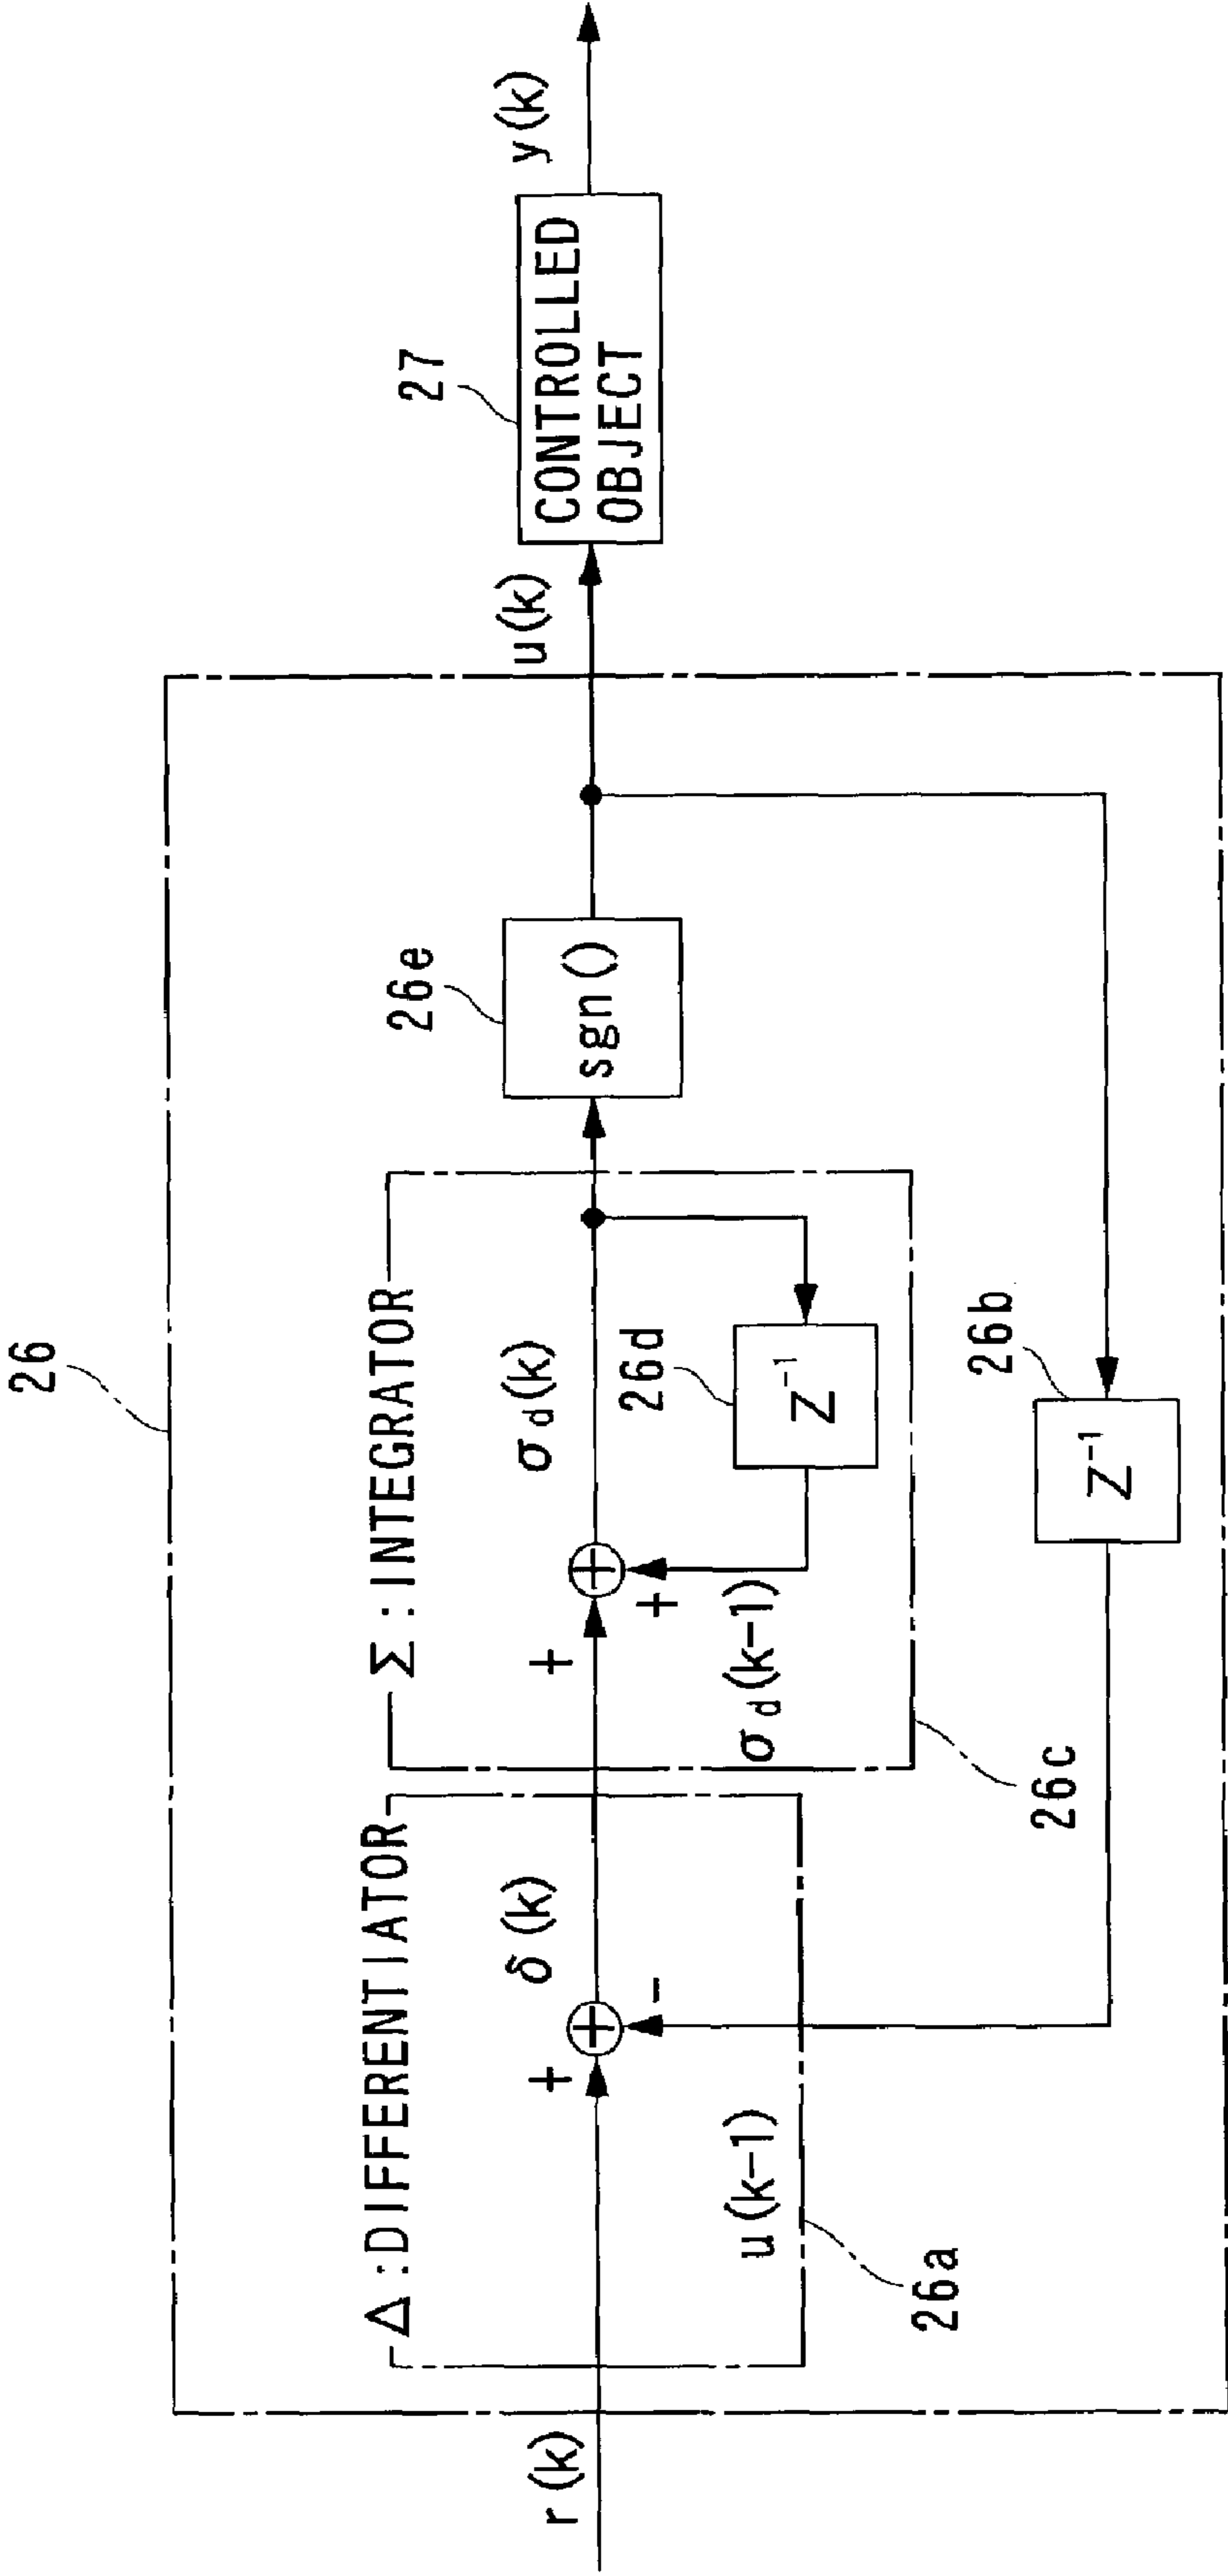 26
Δ:DIFFERENTIATOR
Σ:INTEGRATOR
26e
27
r(k)
+
δ(k)
-
+
σd(k)
+
sgn()
u(k)
CONTROLLED
OBJECT
y(k)
u(k-1)
σd(k-1)
26d
Z⁻¹
26a
26c
26b
Z⁻¹